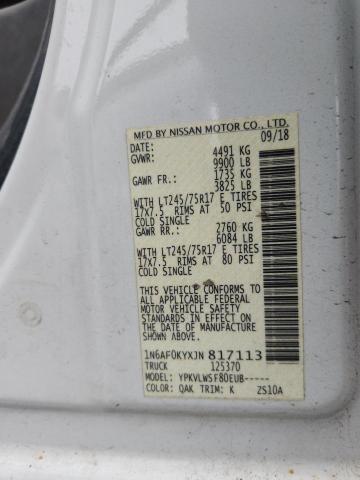 MFD BY NISSAN MOTOR CO., LTD.
DATE: 09/18
GVWR: 4491 KG
9900 LB
GAWR FR.: 1735 KG
3825 LB
WITH LT245/75R17 E TIRES
17X7.5 RIMS AT 50 PSI
COLD SINGLE
GAWR RR.: 2760 KG
6084 LB
WITH LT245/75R17 E TIRES
17X7.5 RIMS AT 80 PSI
COLD SINGLE
THIS VEHICLE CONFORMS TO
ALL APPLICABLE FEDERAL
MOTOR VEHICLE SAFETY
STANDARDS IN EFFECT ON
THE DATE OF MANUFACTURE
SHOWN ABOVE.
1N6AF0KYXJN 817113
TRUCK 125370
MODEL: YPKVLWSF80EUB-----
COLOR: QAK TRIM: K ZS10A